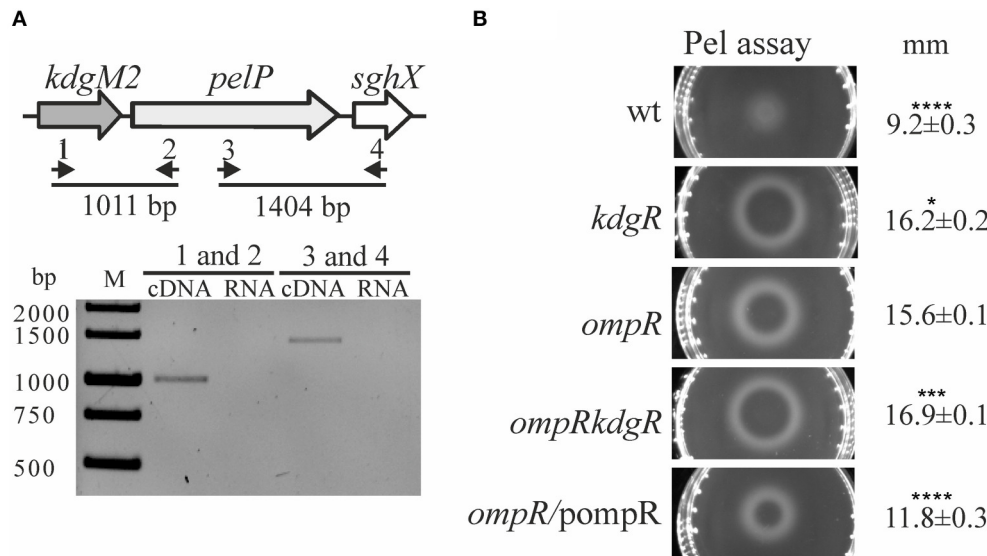 A
kdgM2 pelP sghX
1 2 3 4
1011 bp 1404 bp
1 and 2 3 and 4
bp M cDNA RNA cDNA RNA
2000
1500
1000
750
500
B
Pel assay mm
wt
****
9.2±0.3
kdgR
*
16.2±0.2
ompR 15.6±0.1
ompRkdgR
***
16.9±0.1
ompR/pompR
****
11.8±0.3